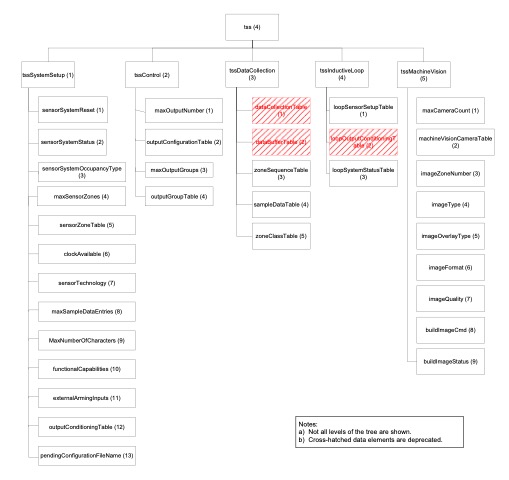 tss (4)
tssSystemSetup (1)
tssControl (2)
tssDataCollection
(3)
tssInductiveLoop
(4)
tssMachineVision
(5)
sensorSystemReset (1)
sensorSystemStatus (2)
sensorSystemOccupancyType
(3)
maxSensorZones (4)
sensorZoneTable (5)
clockAvailable (6)
sensorTechnology (7)
maxSampleDataEntries (8)
MaxNumberOfCharacters (9)
functionalCapabilities (10)
externalArmingInputs (11)
outputConditioningTable (12)
pendingConfigurationFileName (13)
maxOutputNumber (1)
outputConfigurationTable (2)
maxOutputGroups (3)
outputGroupTable (4)
dataCollectionTable
(1)
dataBufferTable (2)
zoneSequenceTable
(3)
sampleDataTable (4)
zoneClassTable (5)
loopSensorSetupTable
(1)
loopOutputConditioningT
able (2)
loopSystemStatusTable
(3)
maxCameraCount (1)
machineVisionCameraTable
(2)
imageZoneNumber (3)
imageType (4)
imageOverlayType (5)
imageFormat (6)
imageQuality (7)
buildImageCmd (8)
buildImageStatus (9)
Notes:
a) Not all levels of the tree are shown.
b) Cross-hatched data elements are deprecated.